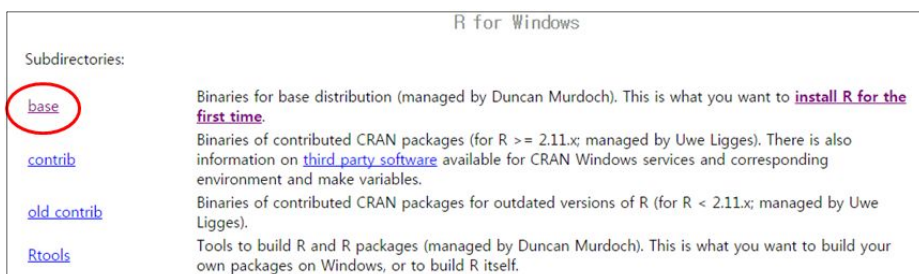 R for Windows
Subdirectories:
base Binaries for base distribution (managed by Duncan Murdoch). This is what you want to install R for the
first time.
Binaries of contributed CRAN packages (for R >= 2.11.x; managed by Uwe Ligges). There is also
contrib information on third party software available for CRAN Windows services and corresponding
environment and make variables.
old contrib Binaries of contributed CRAN packages for outdated versions of R (for R < 2.11.x; managed by Uwe
Ligges).
Rtools Tools to build R and R packages (managed by Duncan Murdoch). This is what you want to build your
own packages on Windows, or to build R itself.